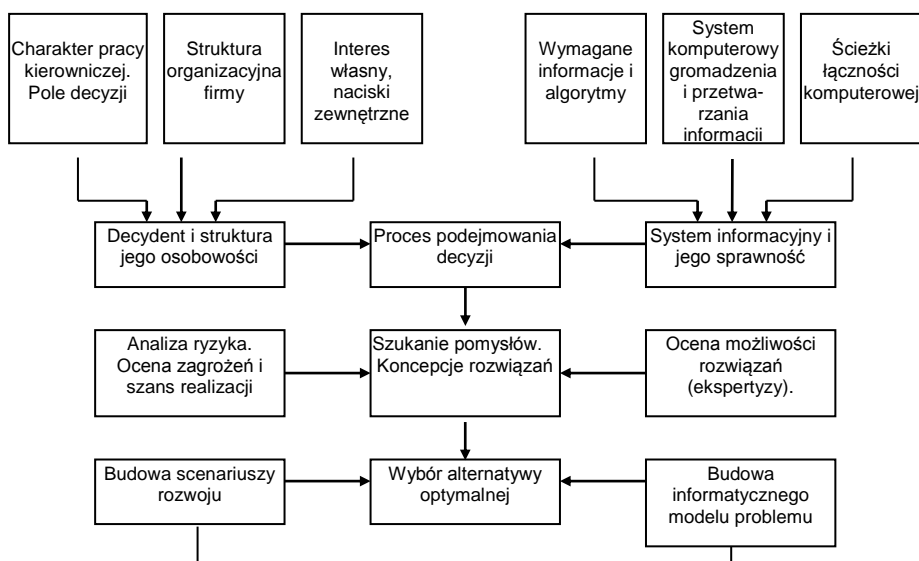 Charakter pracy
kierowniczej.
Pole decyzji
Struktura
organizacyjna
firmy
Interes
własny,
naciski
zewnętrzne
Wymagane
informacje i
algorytmy
System
komputerowy
gromadzenia
i przetwa-
rzania
informacii
Ścieżki
łączności
komputerowej
Decydent i struktura
jego osobowości
Proces podejmowania
decyzji
System informacyjny i
jego sprawność
Analiza ryzyka.
Ocena zagrożeń i
szans realizacji
Szukanie pomysłów.
Koncepcje rozwiązań
Ocena możliwości
rozwiązań
(ekspertyzy).
Budowa scenariuszy
rozwoju
Wybór alternatywy
optymalnej
Budowa
informatycznego
modelu problemu